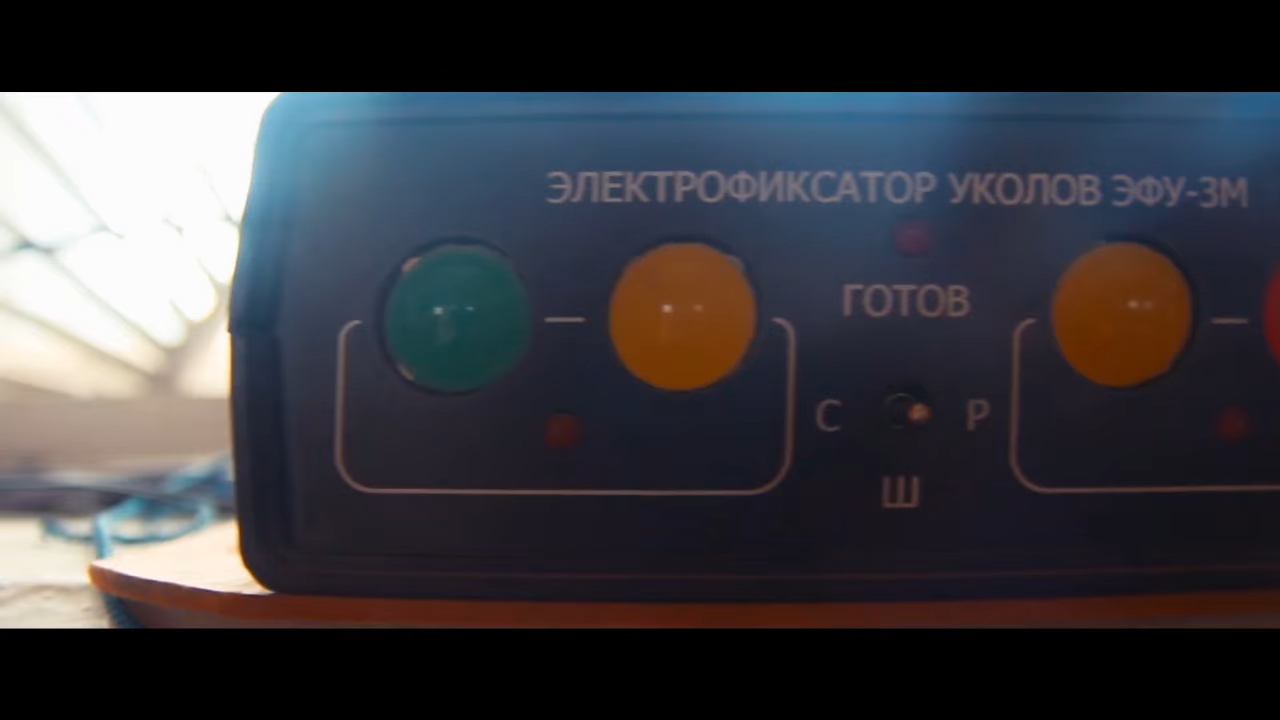 ЭЛЕКТРОФИКСАТОР УКОЛОВ ЭФУ-3М
ГОТОВ
С Р
Ш